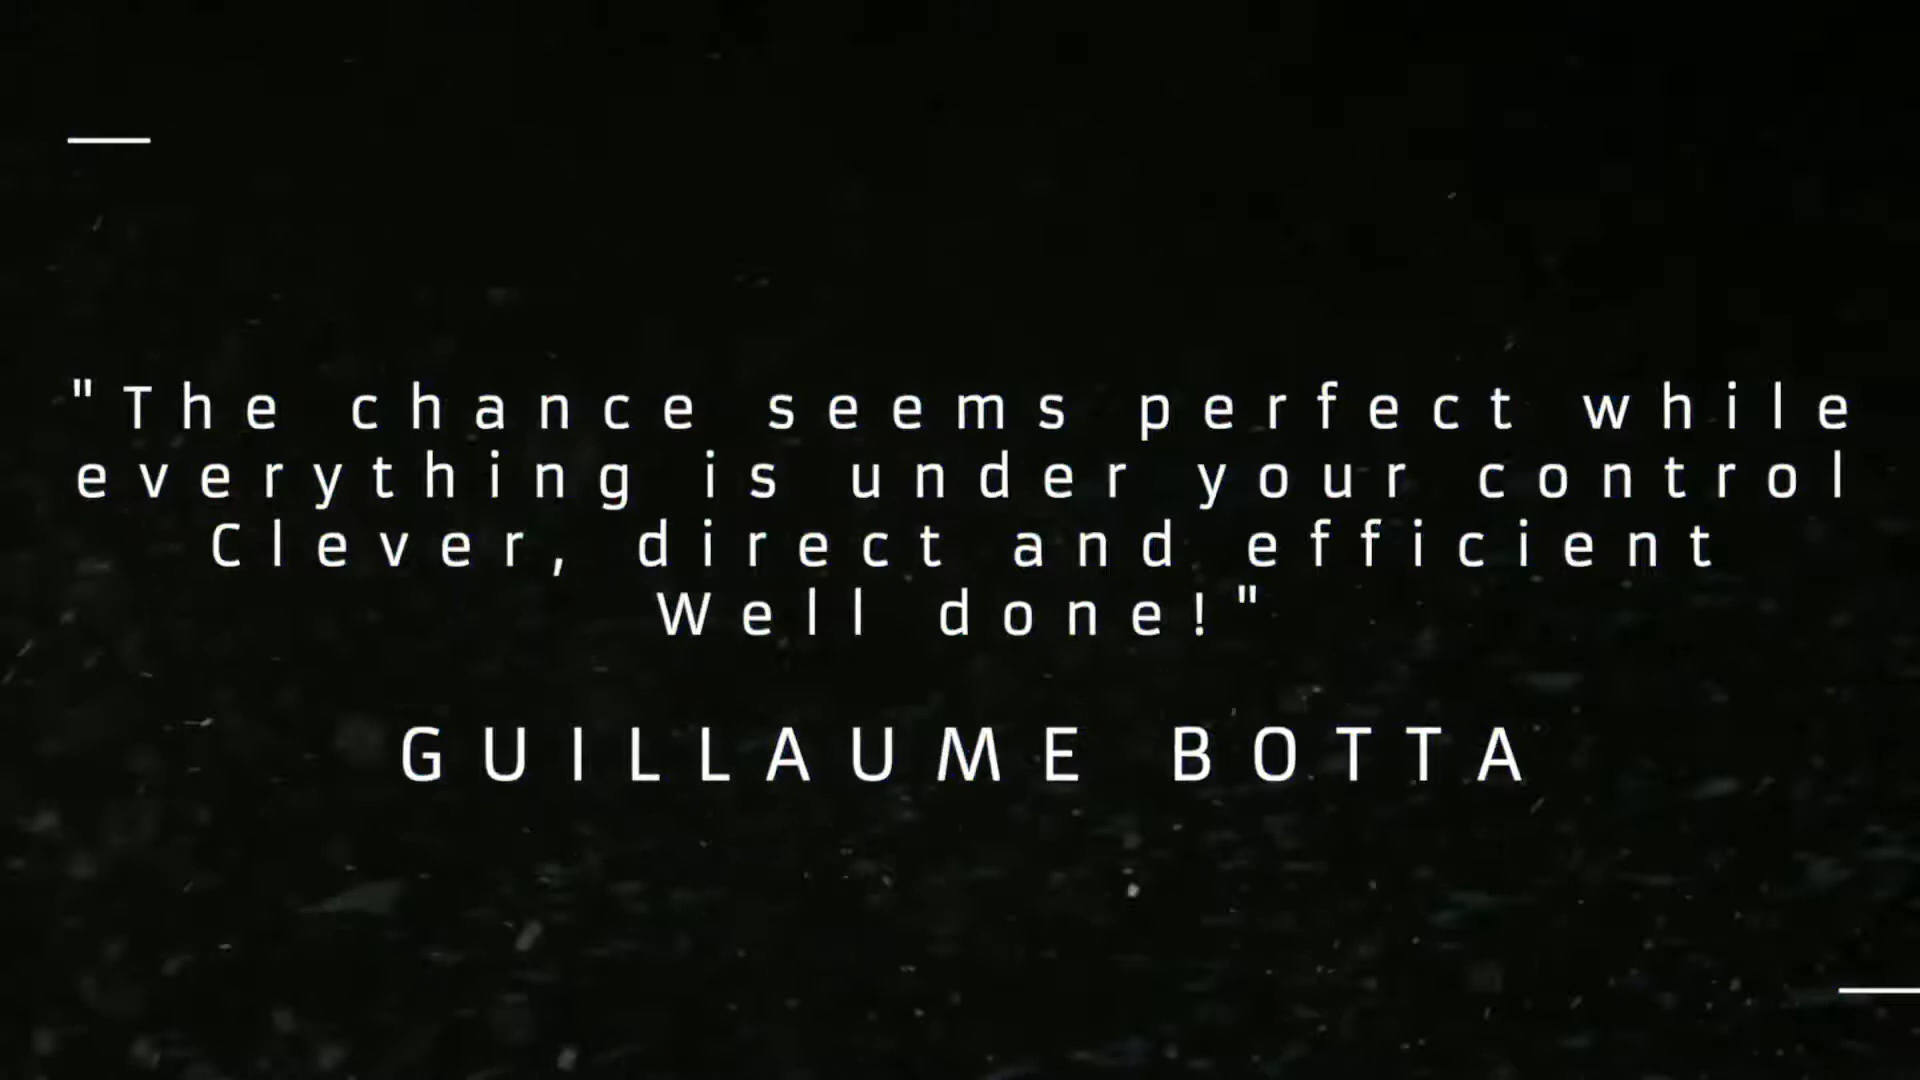 "The chance seems perfect while
everything is under your control
Clever, direct and efficient
Well done!"
GUILLAUME BOTTA